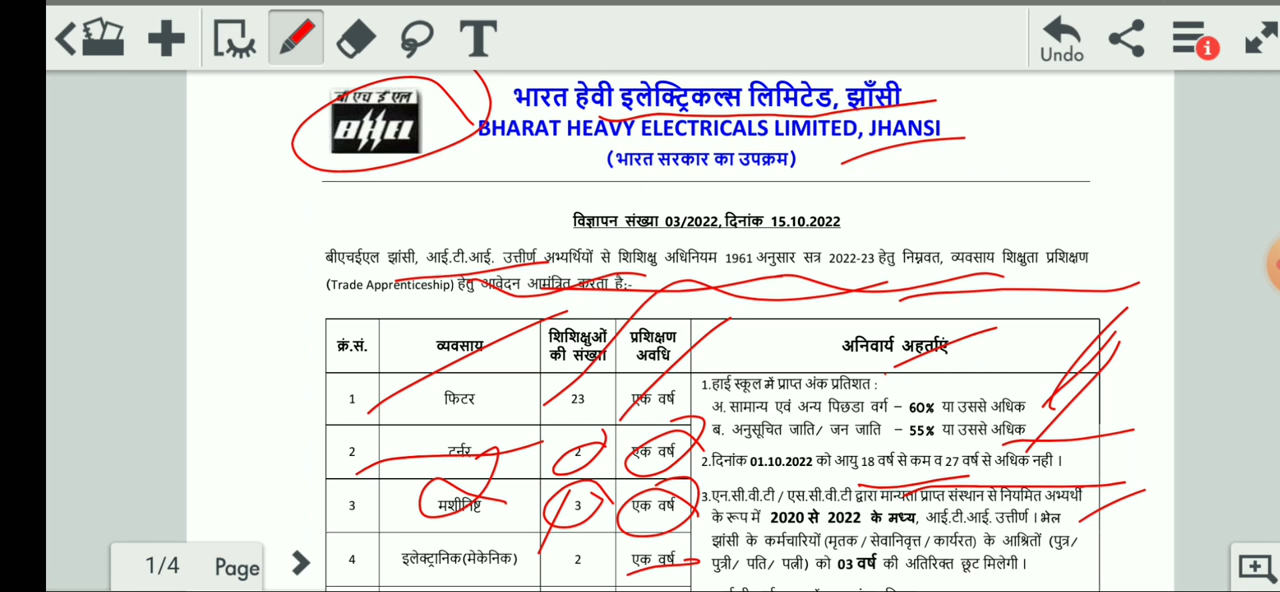 T
Undo
i
बी एच ई एल
BHEL
भारत हेवी इलेक्ट्रिकल्स लिमिटेड, झाँसी
BHARAT HEAVY ELECTRICALS LIMITED, JHANSI
(भारत सरकार का उपक्रम)
विज्ञापन संख्या 03/2022, दिनांक 15.10.2022
बीएचईएल झांसी, आई.टी.आई. उत्तीर्ण अभ्यर्थियों से शिशिक्षु अधिनियम 1961 अनुसार सत्र 2022-23 हेतु निम्नवत, व्यवसाय शिक्षुता प्रशिक्षण
(Trade Apprenticeship) हेतु आवेदन आमंत्रित करता है:-
क्रं.सं. व्यवसाय शिशिक्षुओं की संख्या प्रशिक्षण अवधि अनिवार्य अहर्ताएं
1 फिटर 23 एक वर्ष
2 टर्नर 2 एक वर्ष
3 मशीनिष्ट 3 एक वर्ष
4 इलेक्ट्रानिक(मेकेनिक) 2 एक वर्ष
1.हाई स्कूल में प्राप्त अंक प्रतिशत :
अ. सामान्य एवं अन्य पिछडा वर्ग – 60% या उससे अधिक
ब. अनुसूचित जाति/ जन जाति – 55% या उससे अधिक
2.दिनांक 01.10.2022 को आयु 18 वर्ष से कम व 27 वर्ष से अधिक नही ।
3.एन.सी.वी.टी / एस.सी.वी.टी द्वारा मान्यता प्राप्त संस्थान से नियमित अभ्यर्थी
के रूप में 2020 से 2022 के मध्य, आई.टी.आई. उत्तीर्ण । भेल
झांसी के कर्मचारियों (मृतक / सेवानिवृत्त / कार्यरत) के आश्रितों (पुत्र/
पुत्री/ पति/ पत्नी) को 03 वर्ष की अतिरिक्त छूट मिलेगी ।
1/4 Page